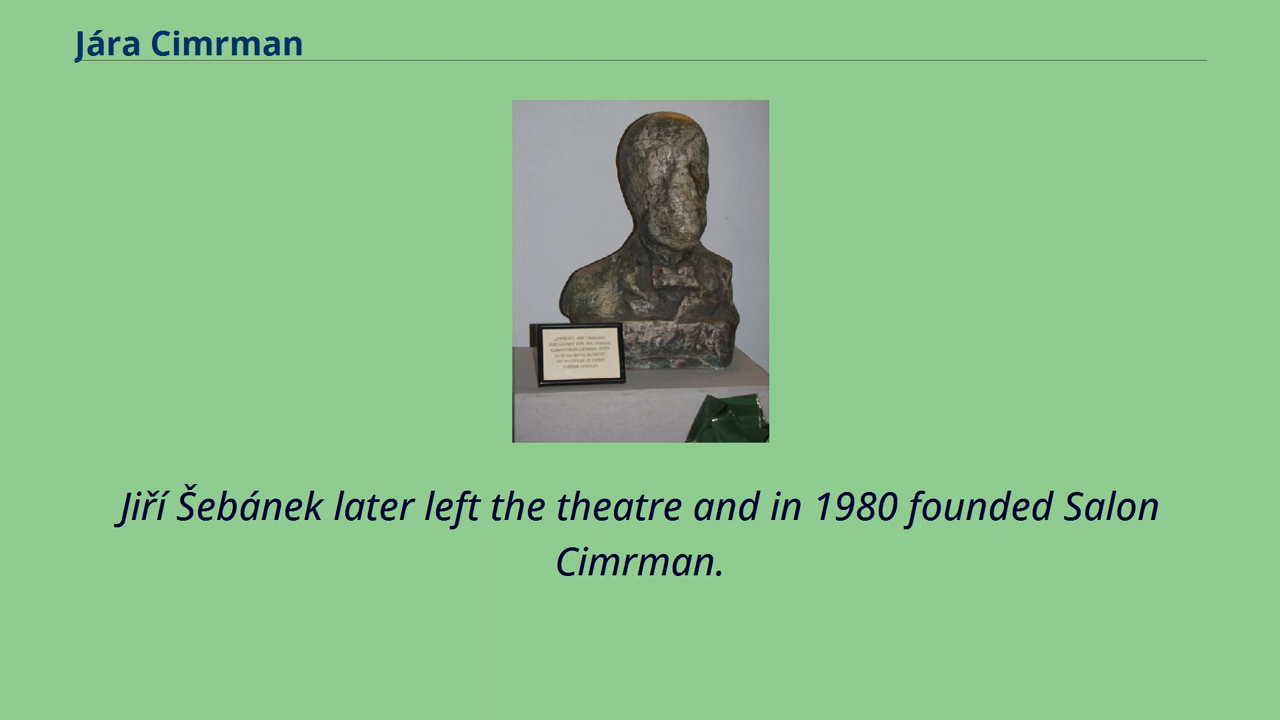 Jára Cimrman
Jiří Šebánek later left the theatre and in 1980 founded Salon
Cimrman.